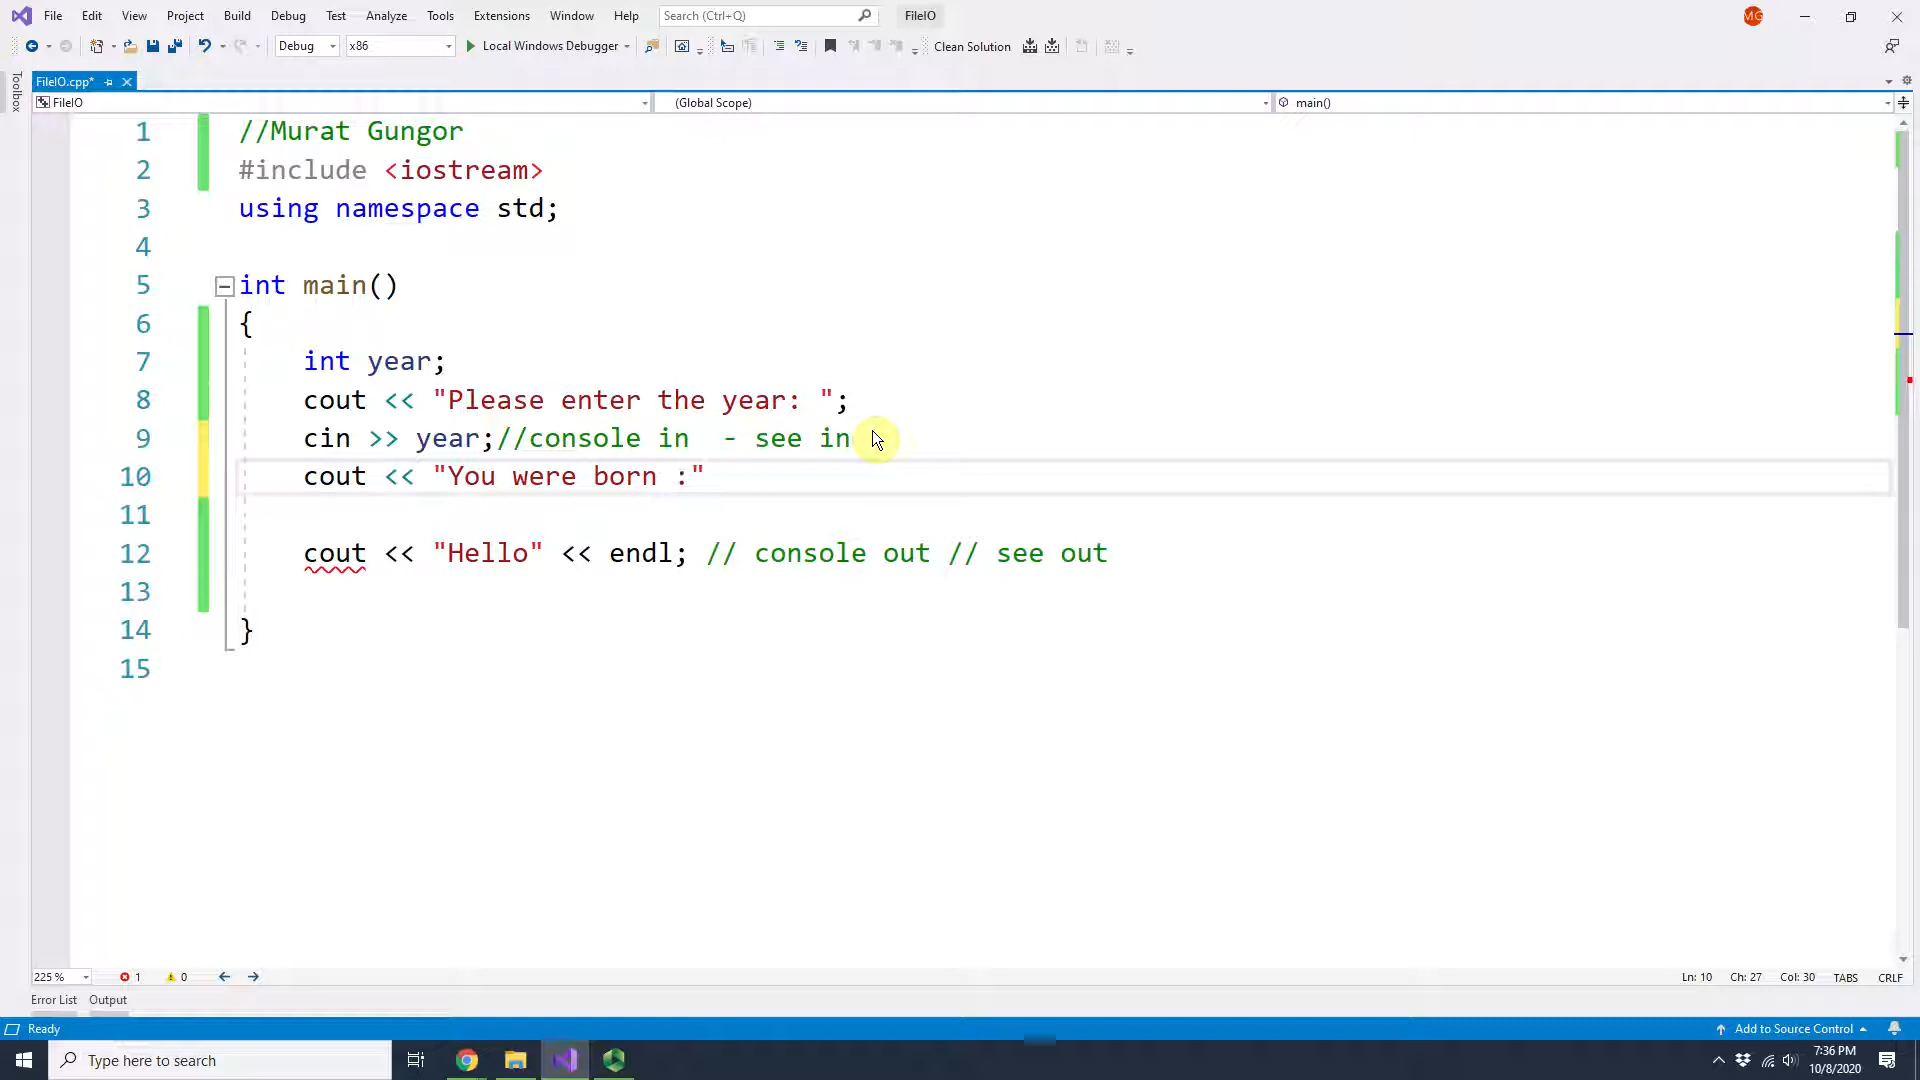 File Edit View Project Build Debug Test Analyze Tools Extensions Window Help Search (Ctrl+Q) FileIO MG
Debug x86 Local Windows Debugger Clean Solution
Toolbox
FileIO.cpp*
FileIO (Global Scope) main()
1 //Murat Gungor
2 #include <iostream>
3 using namespace std;
4
5 int main()
6 {
7 int year;
8 cout << "Please enter the year: ";
9 cin >> year;//console in  - see in
10 cout << "You were born :"
11
12 cout << "Hello" << endl; // console out // see out
13
14 }
15
225 % 1 0 Ln: 10 Ch: 27 Col: 30 TABS CRLF
Error List Output
Ready Add to Source Control
Type here to search 7:36 PM
10/8/2020